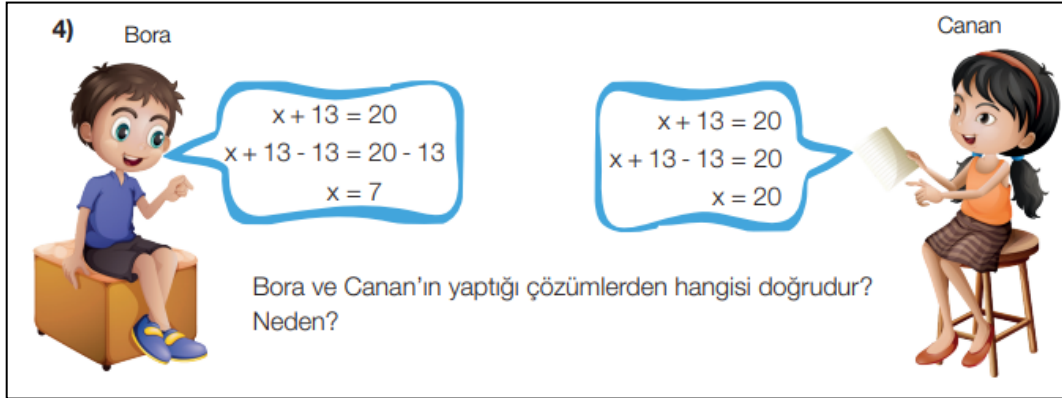 4)
Bora
Canan
x + 13 = 20
x + 13 - 13 = 20 - 13
x = 7
x + 13 = 20
x + 13 - 13 = 20
x = 20
Bora ve Canan'ın yaptığı çözümlerden hangisi doğrudur?
Neden?